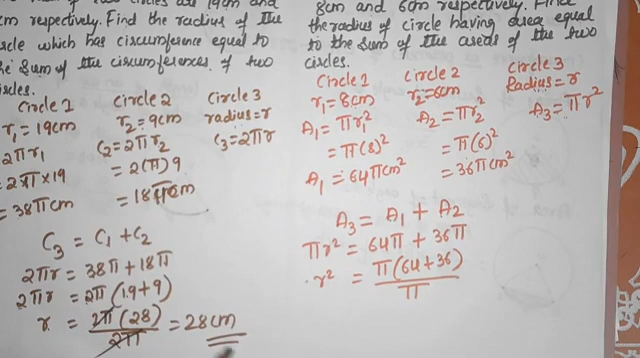 cm respectively. Find the radius of the
circle which has circumference equal to
the sum of the circumferences of two
circles.
Circle 1 Circle 2 Circle 3
r₁ = 19cm r₂ = 9cm radius = r
2πr₁ C₂ = 2πr₂ C₃ = 2πr
= 2π×19 = 2(π)9
= 38πcm = 18πcm
C₃ = C₁ + C₂
2πr = 38π + 18π
2πr = 2π(19+9)
r = 2π(28)/2π = 28cm
8cm and 6cm respectively. Find
the radius of circle having area equal
to the sum of the areas of the two
circles.
Circle 1 Circle 2 Circle 3
r₁ = 8cm r₂ = 6cm Radius = r
A₁ = πr₁² A₂ = πr₂² A₃ = πr²
= π(8)² = π(6)²
A₁ = 64πcm² = 36πcm²
A₃ = A₁ + A₂
πr² = 64π + 36π
r² = π(64+36)/π